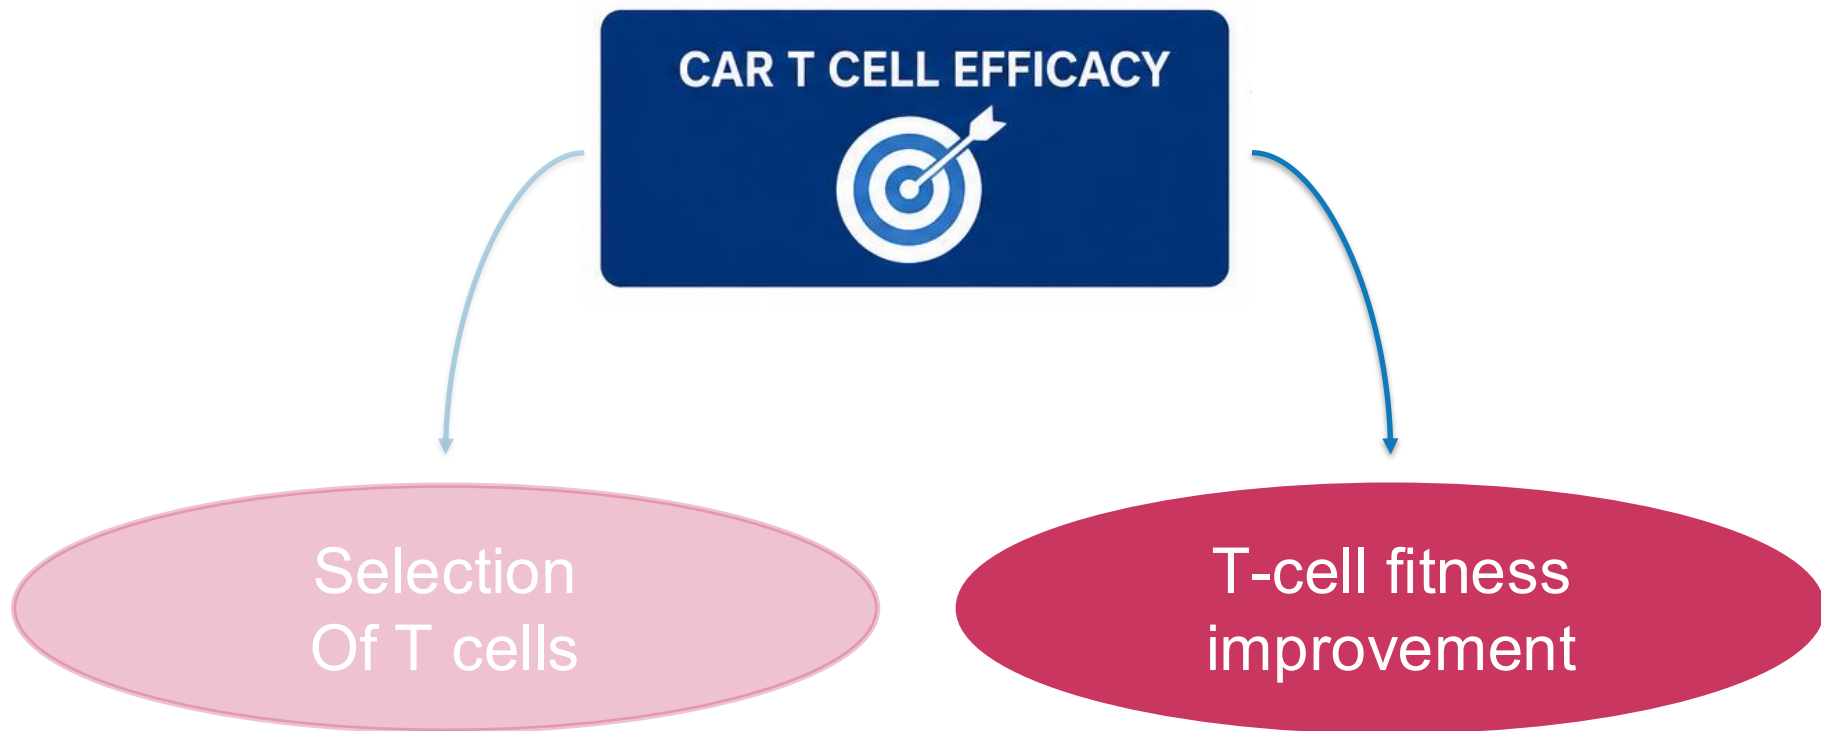 CAR T CELL EFFICACY
Selection
Of T cells
T-cell fitness
improvement